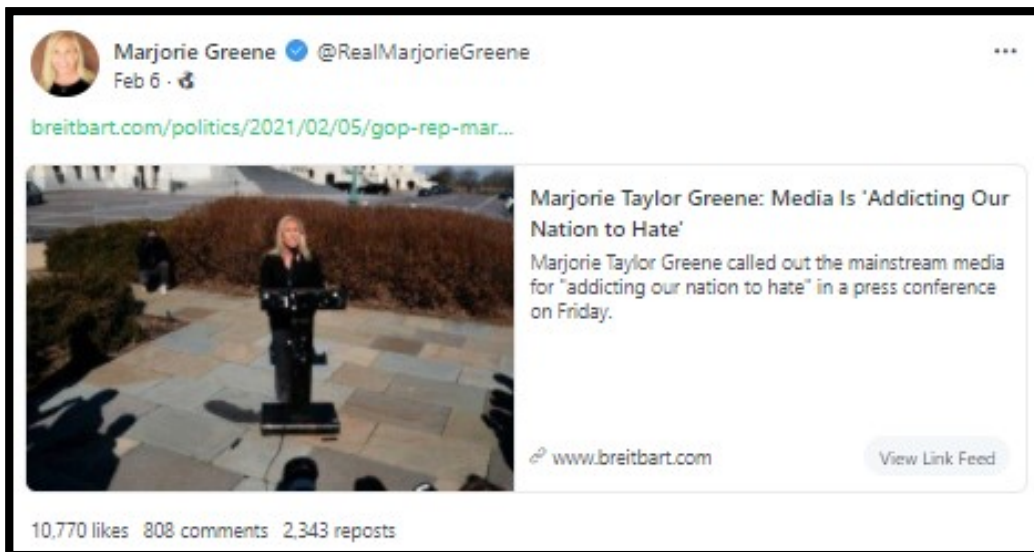 Marjorie Greene @RealMarjorieGreene
Feb 6 ·
breitbart.com/politics/2021/02/05/gop-rep-mar...
Marjorie Taylor Greene: Media Is 'Addicting Our
Nation to Hate'
Marjorie Taylor Greene called out the mainstream media
for "addicting our nation to hate" in a press conference
on Friday.
www.breitbart.com
View Link Feed
10,770 likes 808 comments 2,343 reposts